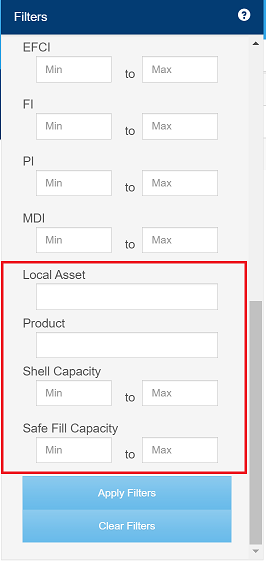 Filters ?
EFCI
Min to Max
FI
Min to Max
PI
Min to Max
MDI
Min to Max
Local Asset
Product
Shell Capacity
Min to Max
Safe Fill Capacity
Min to Max
Apply Filters
Clear Filters